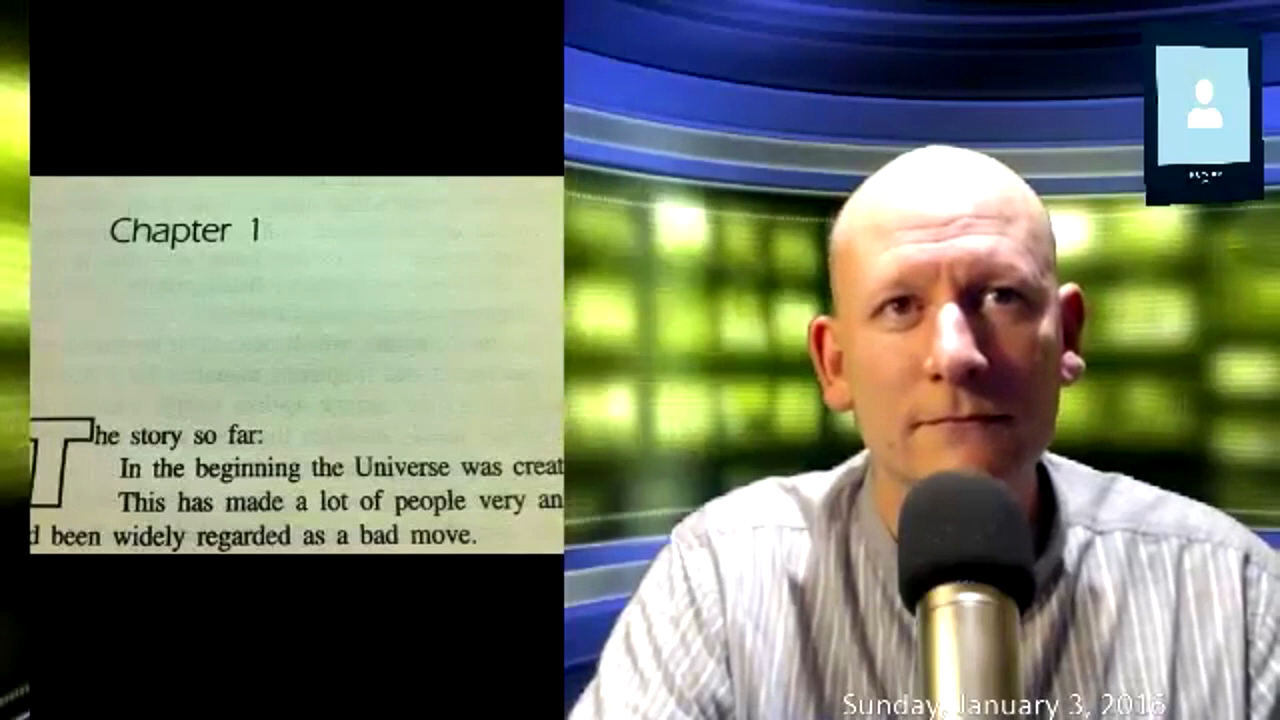 Chapter 1
The story so far:
In the beginning the Universe was creat
This has made a lot of people very an
d been widely regarded as a bad move.
Sunday, January 3, 2016